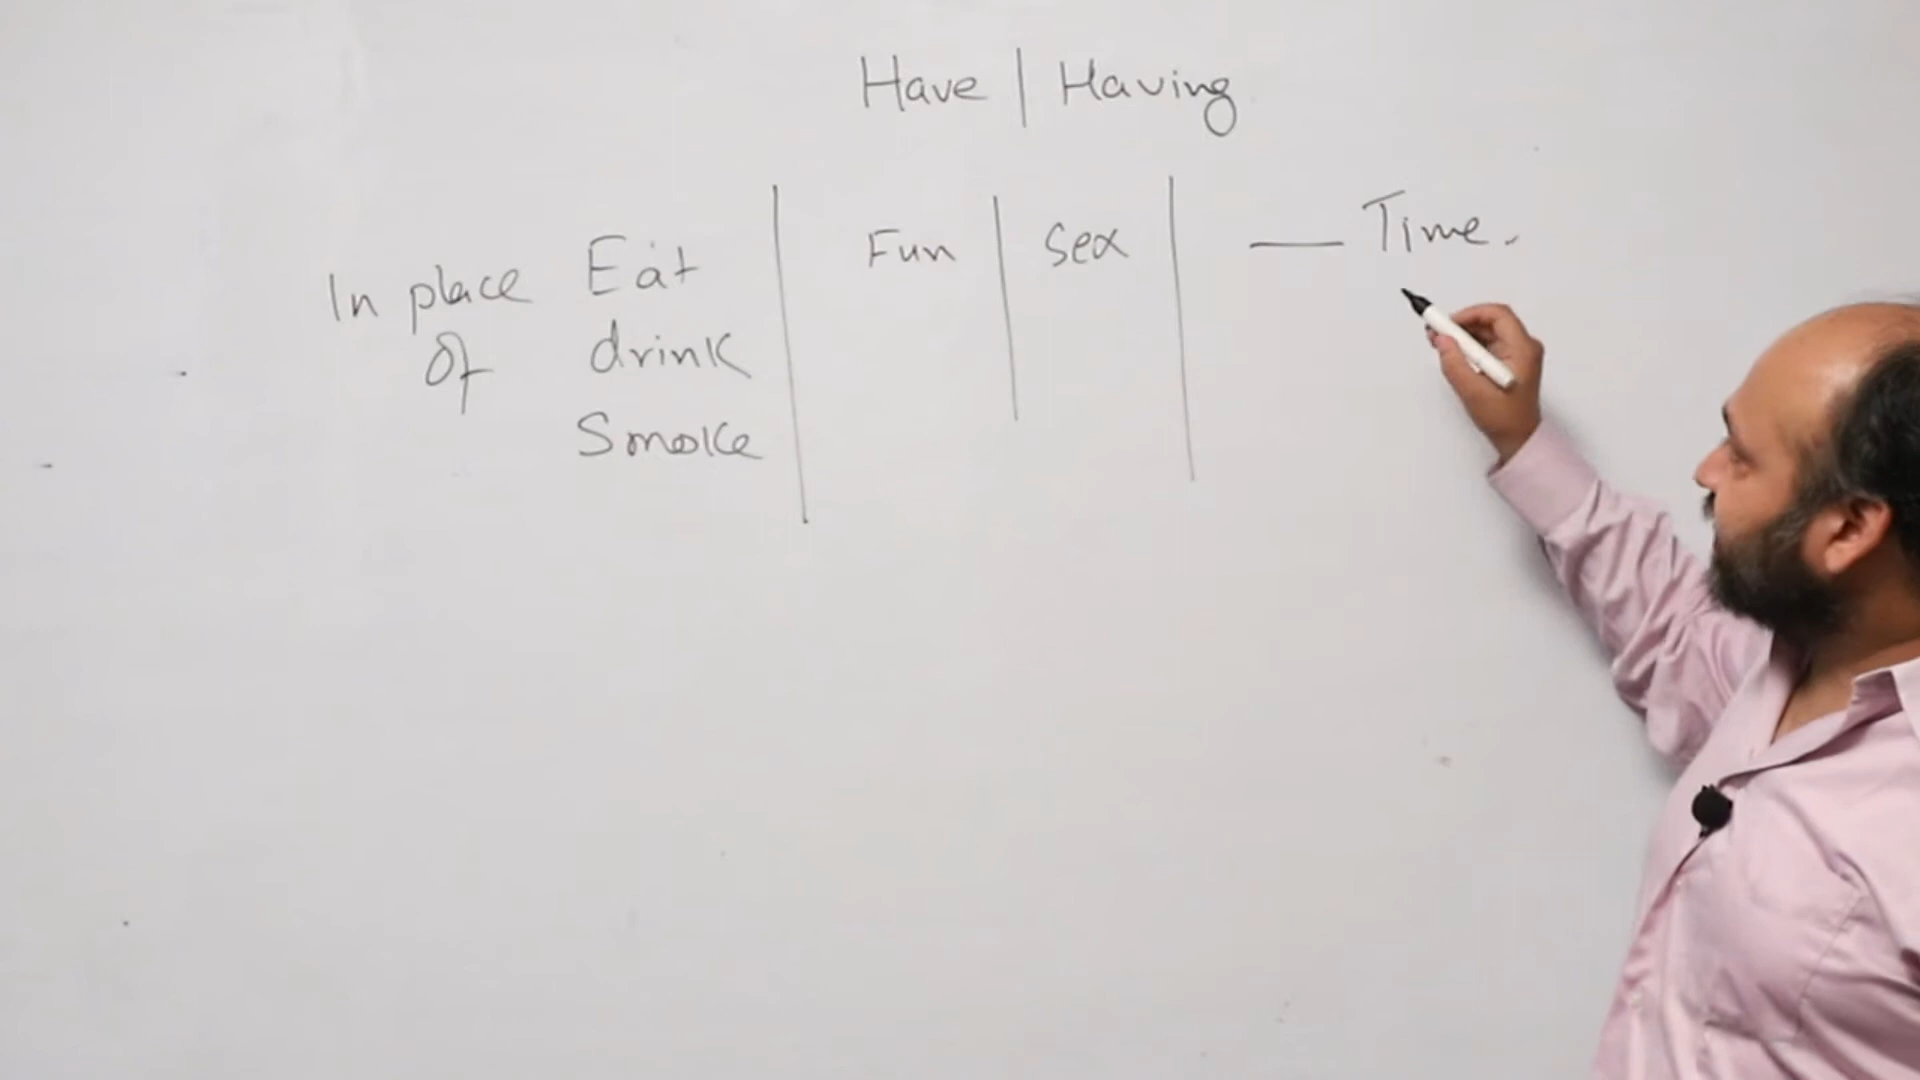 Have | Having
In place of
Eat
drink
Smoke
Fun
Sex
— Time.